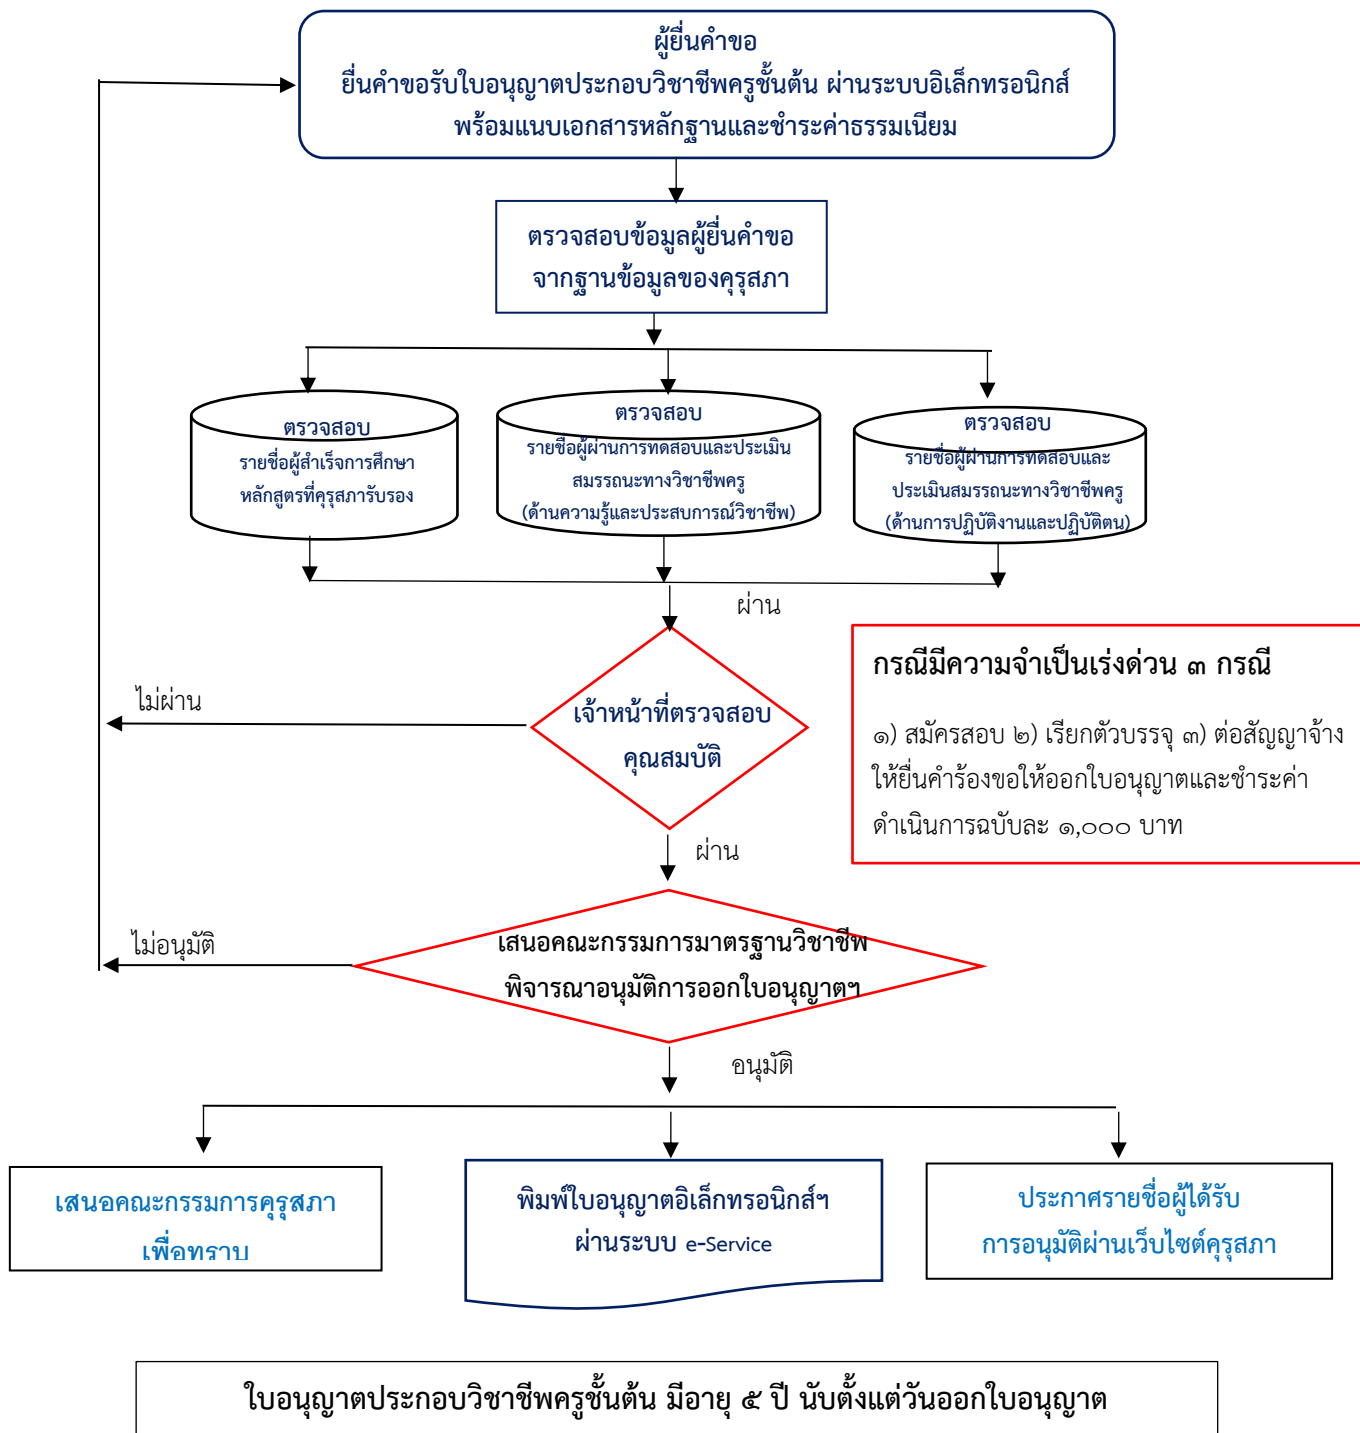 ผู้ยื่นคำขอ
ยื่นคำขอรับใบอนุญาตประกอบวิชาชีพครูชั้นต้น ผ่านระบบอิเล็กทรอนิกส์
พร้อมแนบเอกสารหลักฐานและชำระค่าธรรมเนียม
ตรวจสอบข้อมูลผู้ยื่นคำขอ
จากฐานข้อมูลของคุรุสภา
ตรวจสอบ
รายชื่อผู้สำเร็จการศึกษา
หลักสูตรที่คุรุสภารับรอง
ตรวจสอบ
รายชื่อผู้ผ่านการทดสอบและประเมิน
สมรรถนะทางวิชาชีพครู
(ด้านความรู้และประสบการณ์วิชาชีพ)
ตรวจสอบ
รายชื่อผู้ผ่านการทดสอบและ
ประเมินสมรรถนะทางวิชาชีพครู
(ด้านการปฏิบัติงานและปฏิบัติตน)
ผ่าน
เจ้าหน้าที่ตรวจสอบ
คุณสมบัติ
ไม่ผ่าน
กรณีมีความจำเป็นเร่งด่วน ๓ กรณี
๑) สมัครสอบ ๒) เรียกตัวบรรจุ ๓) ต่อสัญญาจ้าง
ให้ยื่นคำร้องขอให้ออกใบอนุญาตและชำระค่า
ดำเนินการฉบับละ ๑,๐๐๐ บาท
ผ่าน
เสนอคณะกรรมการมาตรฐานวิชาชีพ
พิจารณาอนุมัติการออกใบอนุญาตฯ
ไม่อนุมัติ
อนุมัติ
เสนอคณะกรรมการคุรุสภา
เพื่อทราบ
พิมพ์ใบอนุญาตอิเล็กทรอนิกส์ฯ
ผ่านระบบ e-Service
ประกาศรายชื่อผู้ได้รับ
การอนุมัติผ่านเว็บไซต์คุรุสภา
ใบอนุญาตประกอบวิชาชีพครูชั้นต้น มีอายุ ๕ ปี นับตั้งแต่วันออกใบอนุญาต